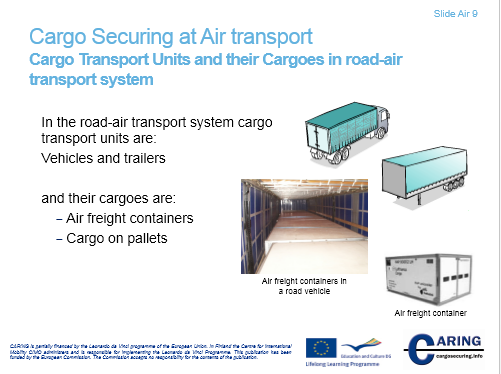 Slide Air 9
Cargo Securing at Air transport
Cargo Transport Units and their Cargoes in road-air
transport system
In the road-air transport system cargo
transport units are:
Vehicles and trailers
and their cargoes are:
– Air freight containers
– Cargo on pallets
Air freight containers in
a road vehicle
Air freight container
CARING is partially financed by the Leonardo da Vinci programme of the European Union. In Finland the Centre for International
Mobility CIMO administers and is responsible for implementing the Leonardo da Vinci Programme. This publication has been
funded by the European Commission. The Commission accepts no responsibility for the contents of the publication.
Education and Culture DG
Lifelong Learning Programme
CARING
cargosecuring.info